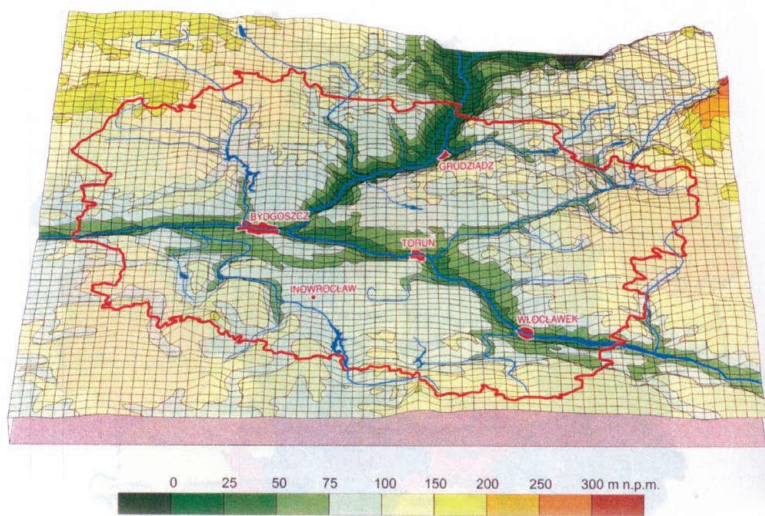 GRUDZIĄDZ
BYDGOSZCZ
TORUŃ
INOWROCŁAW
WŁOCŁAWEK
0 25 50 75 100 150 200 250 300 m n.p.m.